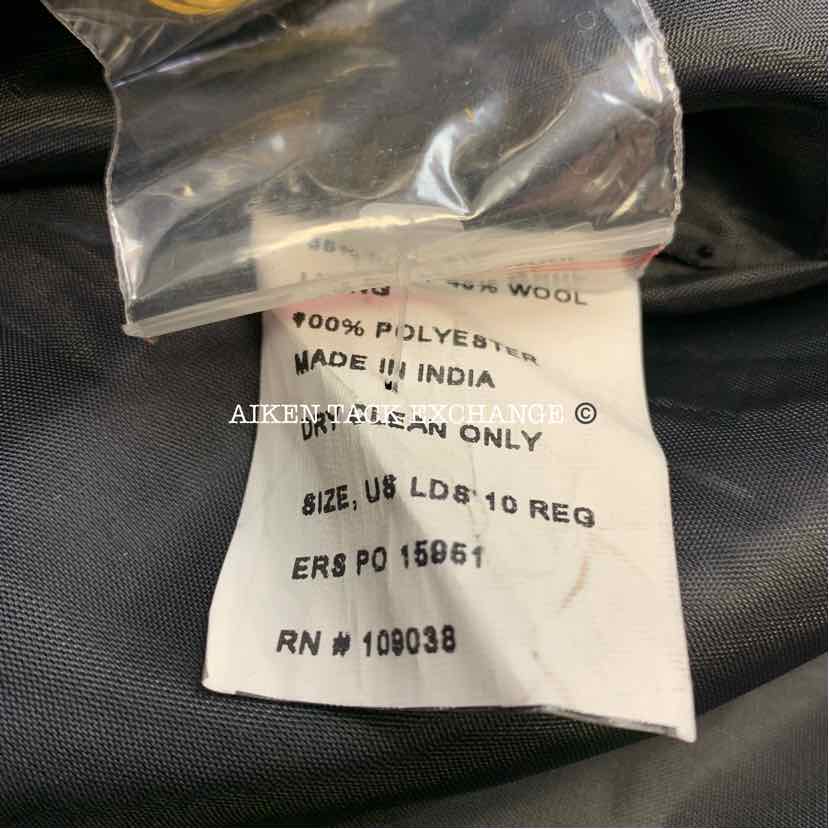 WOOL
100% POLYESTER
MADE IN INDIA
AIKEN TACK EXCHANGE ©
DRY CLEAN ONLY
SIZE, US LDS 10 REG
ERS PO 15951
RN # 109038